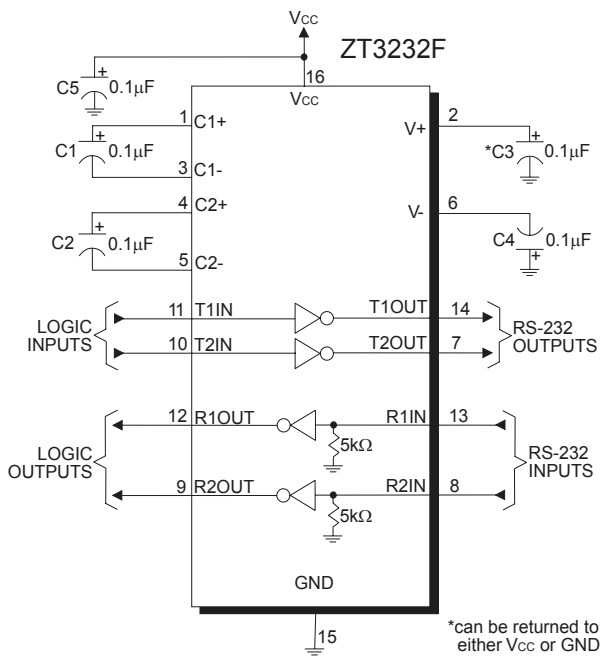 Vcc
ZT3232F
C5 + 0.1µF
16
Vcc
1 C1+
C1 + 0.1µF
3 C1-
4 C2+
C2 + 0.1µF
5 C2-
V+ 2
*C3 + 0.1µF
V- 6
C4 + 0.1µF
LOGIC
INPUTS
11 T1IN T1OUT 14
10 T2IN T2OUT 7
RS-232
OUTPUTS
LOGIC
OUTPUTS
12 R1OUT R1IN 13
5kΩ
9 R2OUT R2IN 8
5kΩ
RS-232
INPUTS
GND
15
*can be returned to
either Vcc or GND